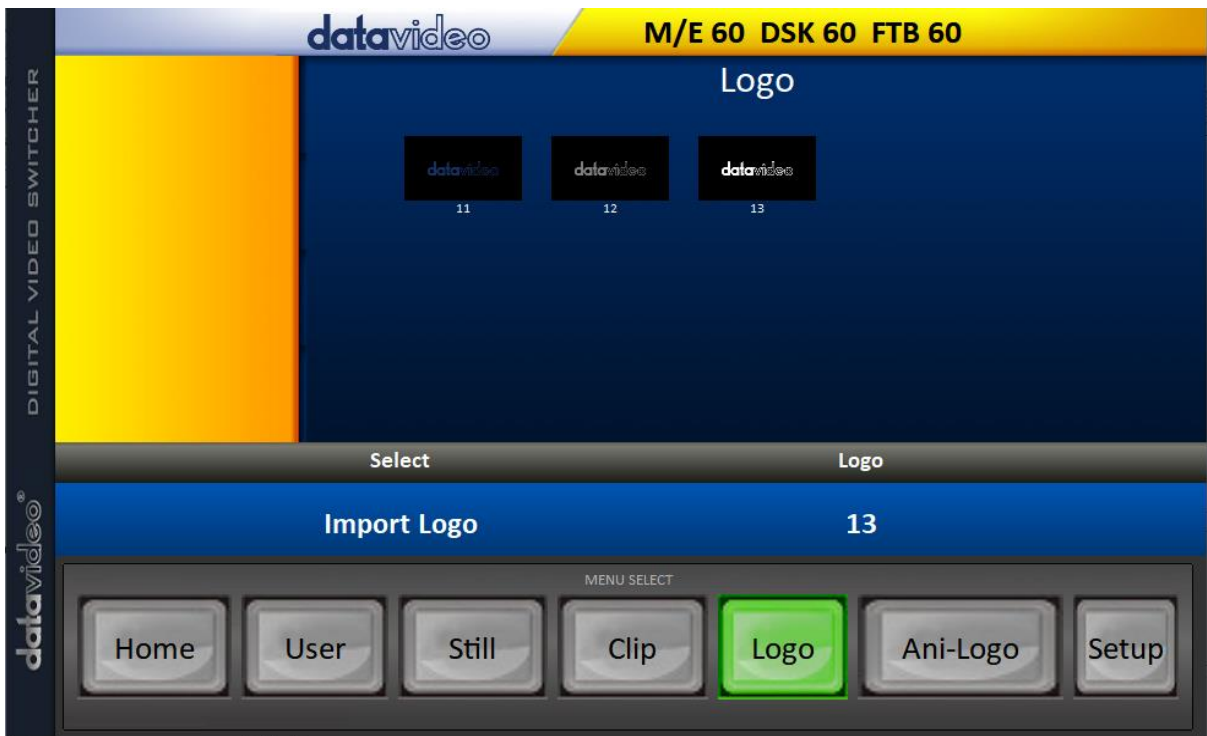 datavideo M/E 60 DSK 60 FTB 60
DIGITAL VIDEO SWITCHER
datavideo®
Logo
datavideo datavideo datavideo
11 12 13
Select Logo
Import Logo 13
MENU SELECT
Home User Still Clip Logo Ani-Logo Setup